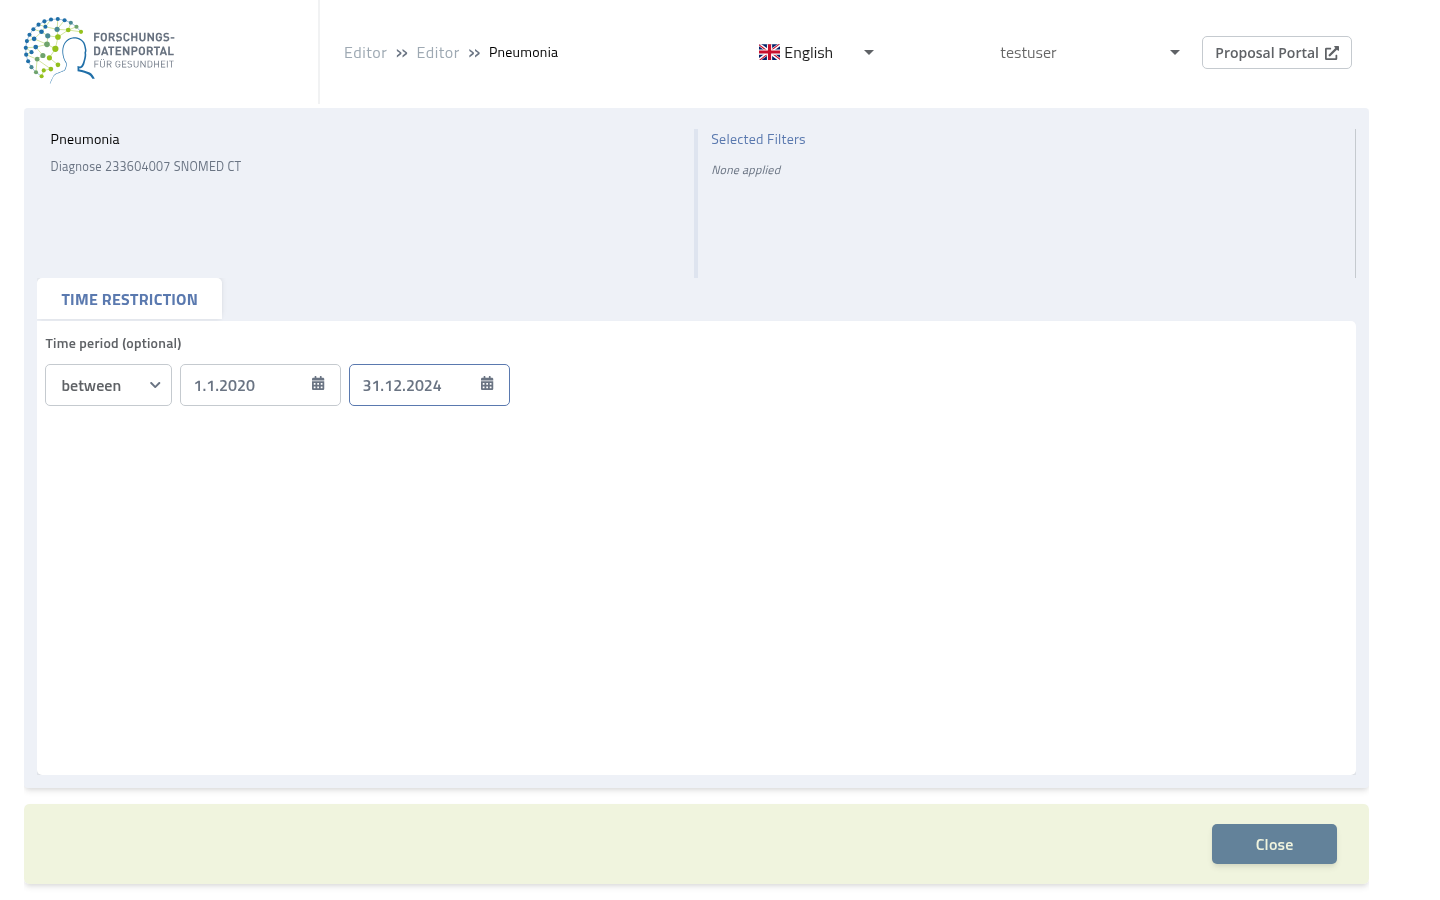 FORSCHUNGS-
DATENPORTAL
FÜR GESUNDHEIT
Editor » Editor » Pneumonia
English
testuser
Proposal Portal
Pneumonia
Diagnose 233604007 SNOMED CT
Selected Filters
None applied
TIME RESTRICTION
Time period (optional)
between 1.1.2020 31.12.2024
Close